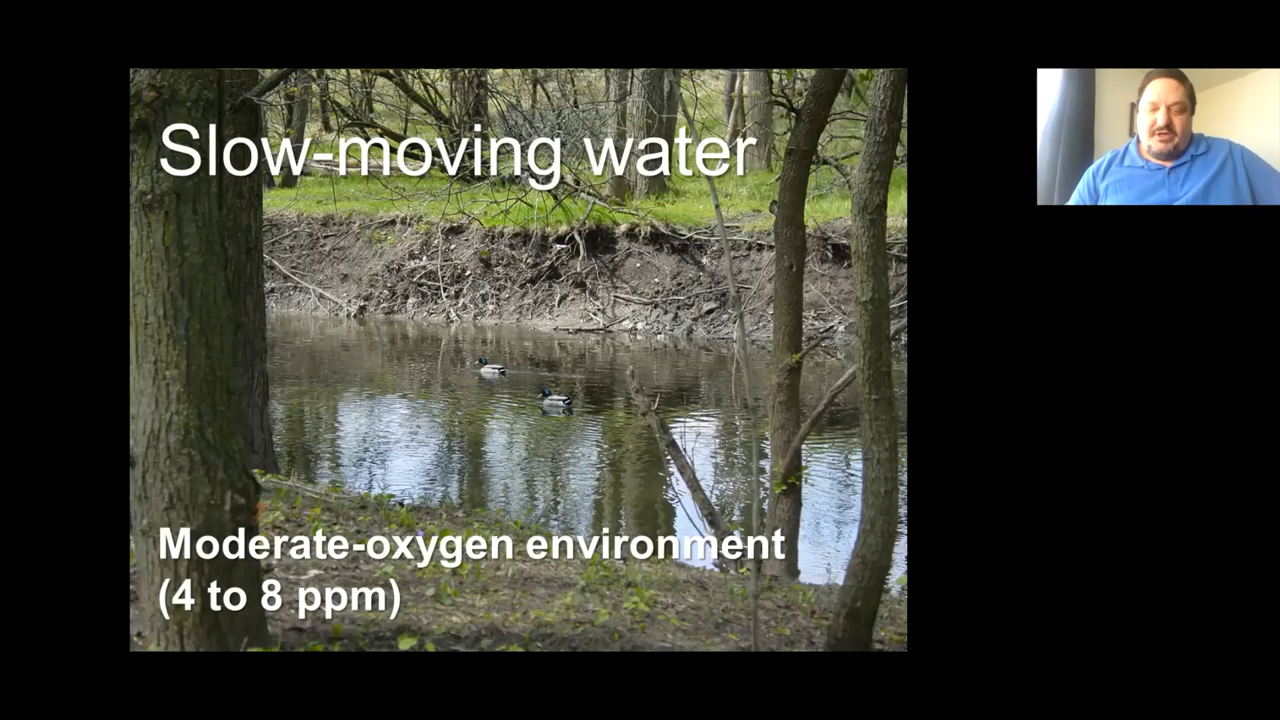 Slow-moving water
Moderate-oxygen environment
(4 to 8 ppm)